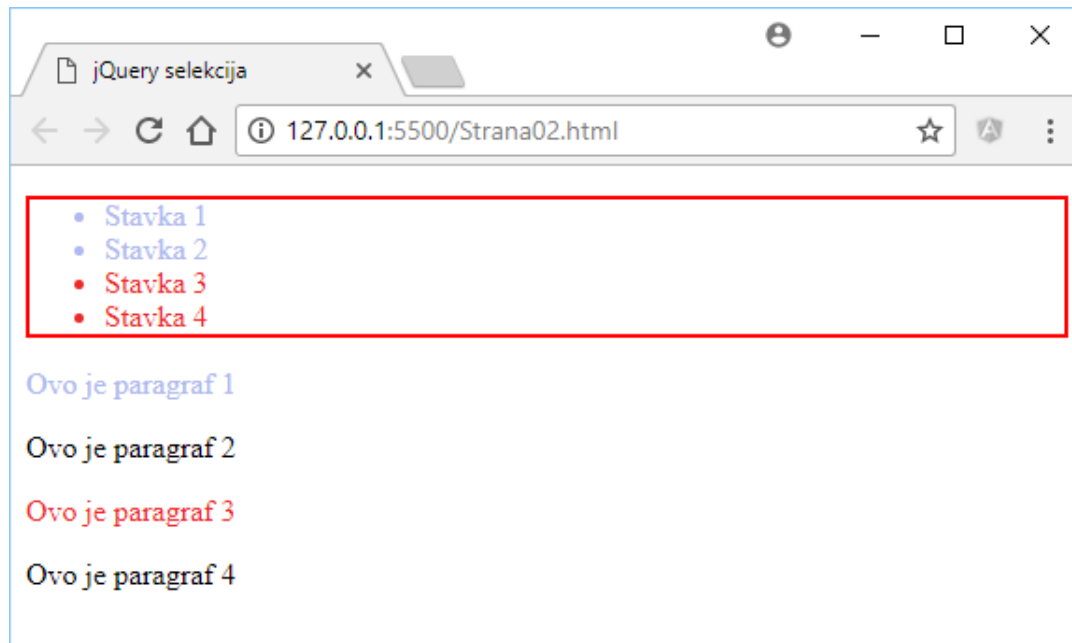 jQuery selekcija
127.0.0.1:5500/Strana02.html
Stavka 1
Stavka 2
Stavka 3
Stavka 4
Ovo je paragraf 1
Ovo je paragraf 2
Ovo je paragraf 3
Ovo je paragraf 4